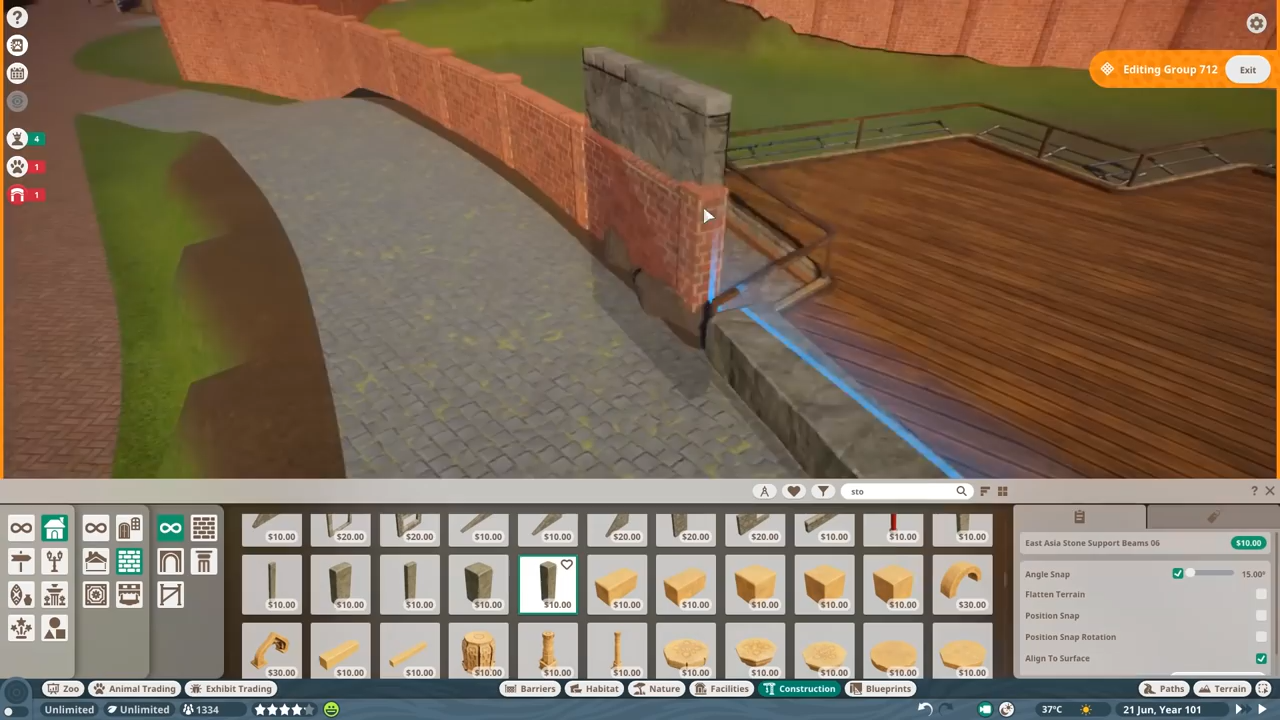 ?
Editing Group 712
Exit
4
1
1
sto
?
$10.00 $20.00 $20.00 $10.00 $10.00 $20.00 $20.00 $20.00 $10.00 $10.00 $10.00
$10.00 $10.00 $10.00 $10.00 $10.00 $10.00 $10.00 $10.00 $10.00 $10.00 $30.00
$30.00 $10.00 $10.00 $10.00 $10.00 $10.00 $10.00 $10.00 $10.00 $10.00 $10.00
East Asia Stone Support Beams 06 $10.00
Angle Snap 15.00°
Flatten Terrain
Position Snap
Position Snap Rotation
Align To Surface
Zoo Animal Trading Exhibit Trading Barriers Habitat Nature Facilities Construction Blueprints Paths Terrain
Unlimited Unlimited 1334 37°C 21 Jun, Year 101